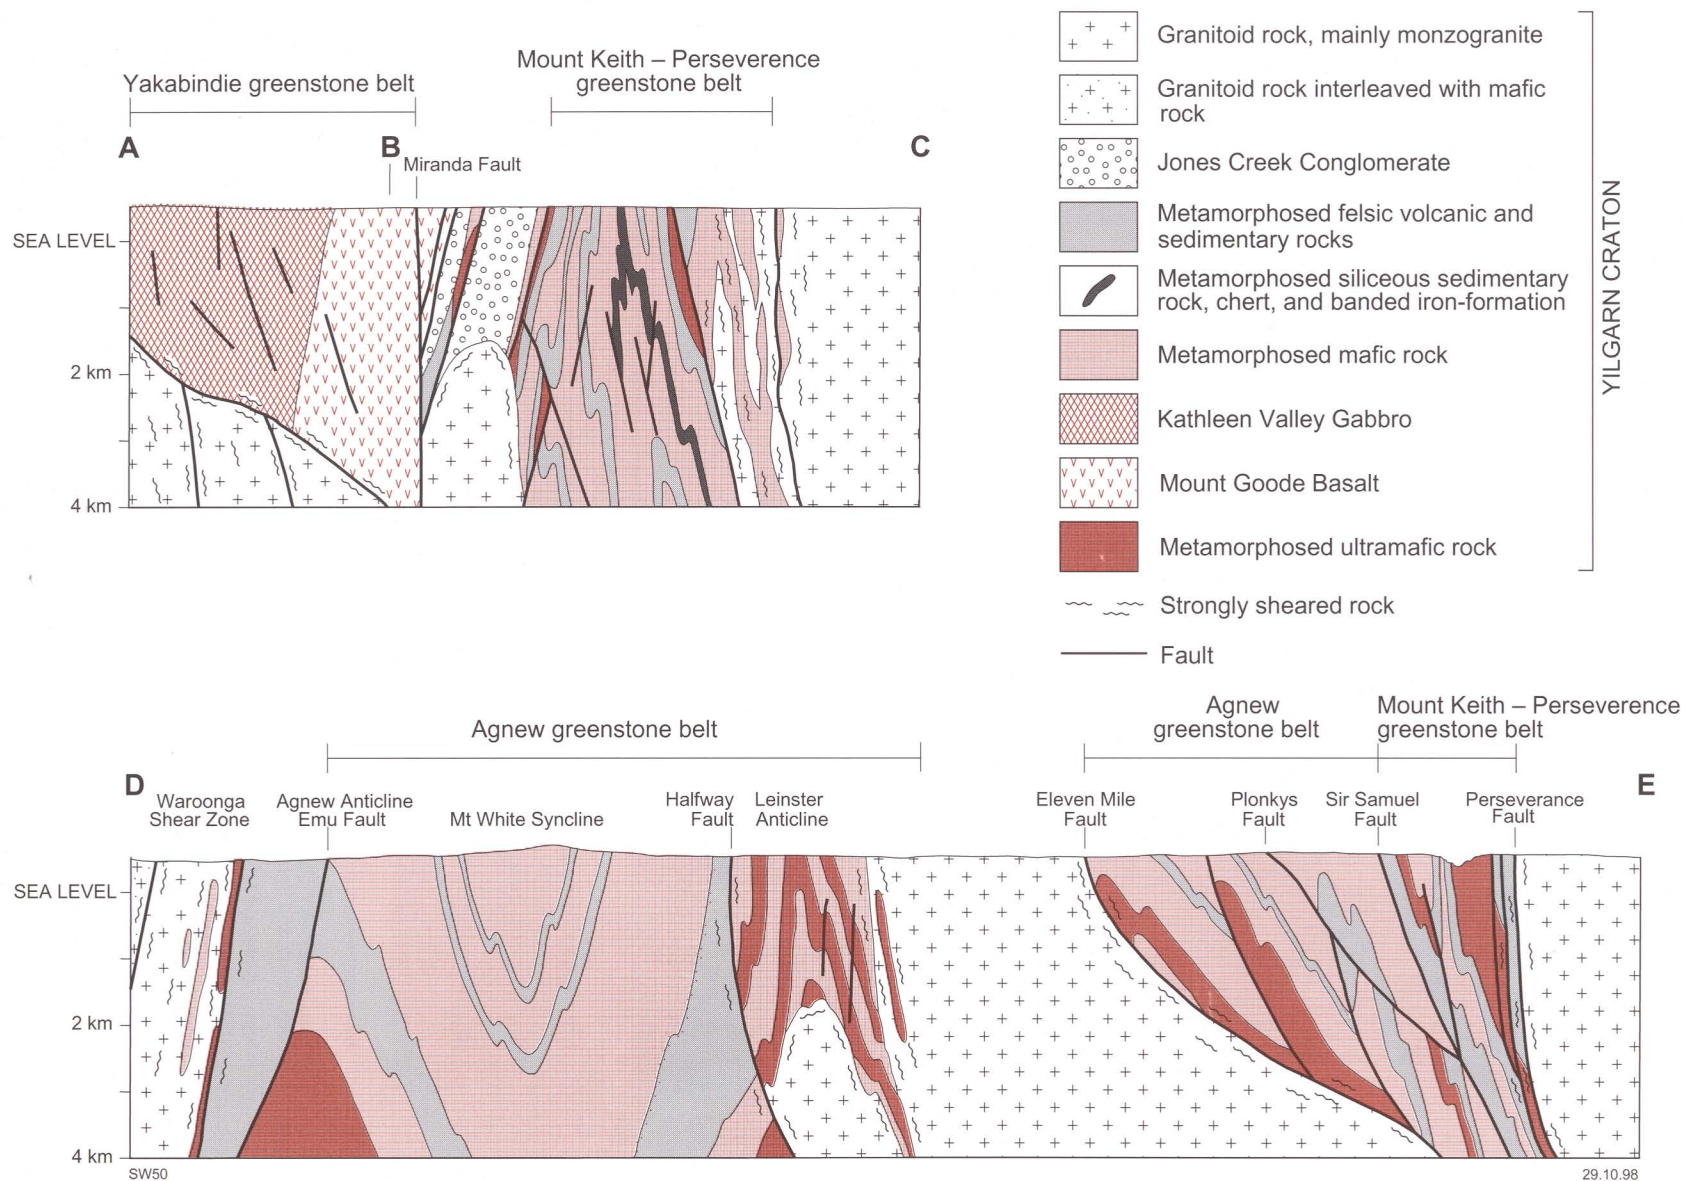 Yakabindie greenstone belt
Mount Keith – Perseverence
greenstone belt
A
B
C
Miranda Fault
SEA LEVEL
2 km
4 km
Granitoid rock, mainly monzogranite
Granitoid rock interleaved with mafic
rock
Jones Creek Conglomerate
Metamorphosed felsic volcanic and
sedimentary rocks
Metamorphosed siliceous sedimentary
rock, chert, and banded iron-formation
Metamorphosed mafic rock
Kathleen Valley Gabbro
Mount Goode Basalt
Metamorphosed ultramafic rock
YILGARN CRATON
Strongly sheared rock
Fault
Agnew greenstone belt
Agnew
greenstone belt
Mount Keith – Perseverence
greenstone belt
D
E
Waroonga
Shear Zone
Agnew Anticline
Emu Fault
Mt White Syncline
Halfway
Fault
Leinster
Anticline
Eleven Mile
Fault
Plonkys
Fault
Sir Samuel
Fault
Perseverance
Fault
SEA LEVEL
2 km
4 km
SW50
29.10.98